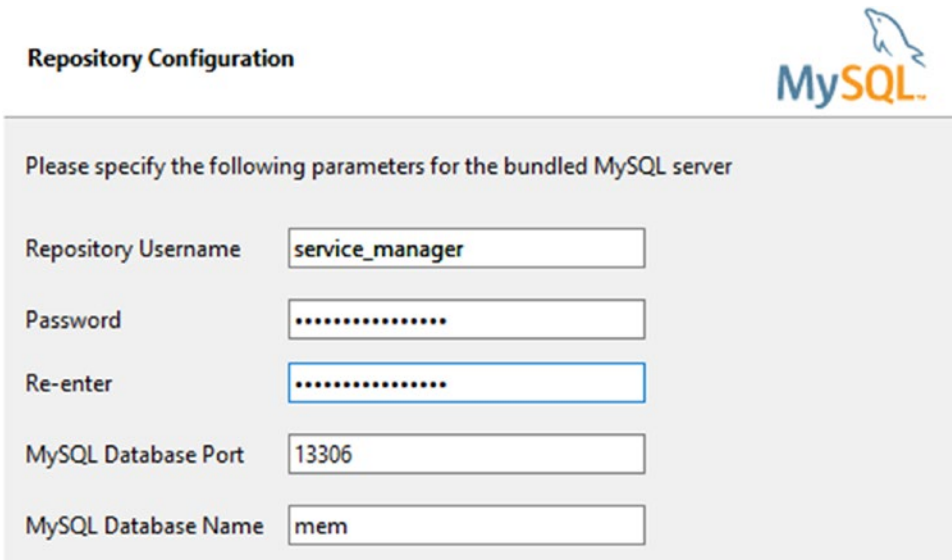 Repository Configuration
MySQL
Please specify the following parameters for the bundled MySQL server
Repository Username service_manager
Password ••••••••••••••••
Re-enter ••••••••••••••••
MySQL Database Port 13306
MySQL Database Name mem